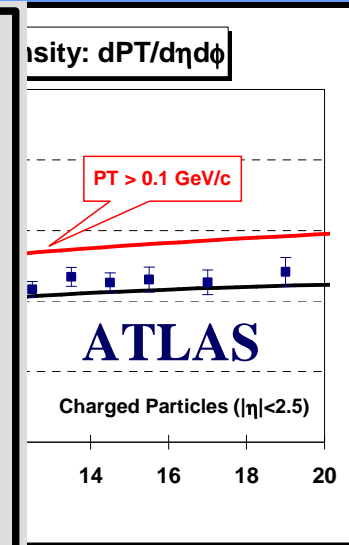 nsity: dPT/dηdϕ
PT > 0.1 GeV/c
ATLAS
Charged Particles (|η|<2.5)
14 16 18 20